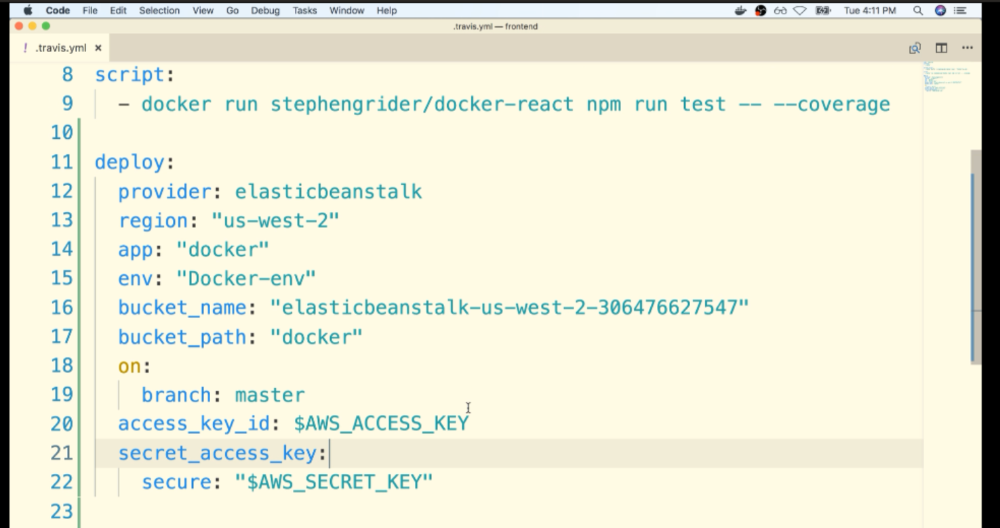 Code File Edit Selection View Go Debug Tasks Window Help Tue 4:11 PM
.travis.yml — frontend
! .travis.yml ×
8 script:
9 - docker run stephengrider/docker-react npm run test -- --coverage
10
11 deploy:
12 provider: elasticbeanstalk
13 region: "us-west-2"
14 app: "docker"
15 env: "Docker-env"
16 bucket_name: "elasticbeanstalk-us-west-2-306476627547"
17 bucket_path: "docker"
18 on:
19 branch: master
20 access_key_id: $AWS_ACCESS_KEY
21 secret_access_key:
22 secure: "$AWS_SECRET_KEY"
23